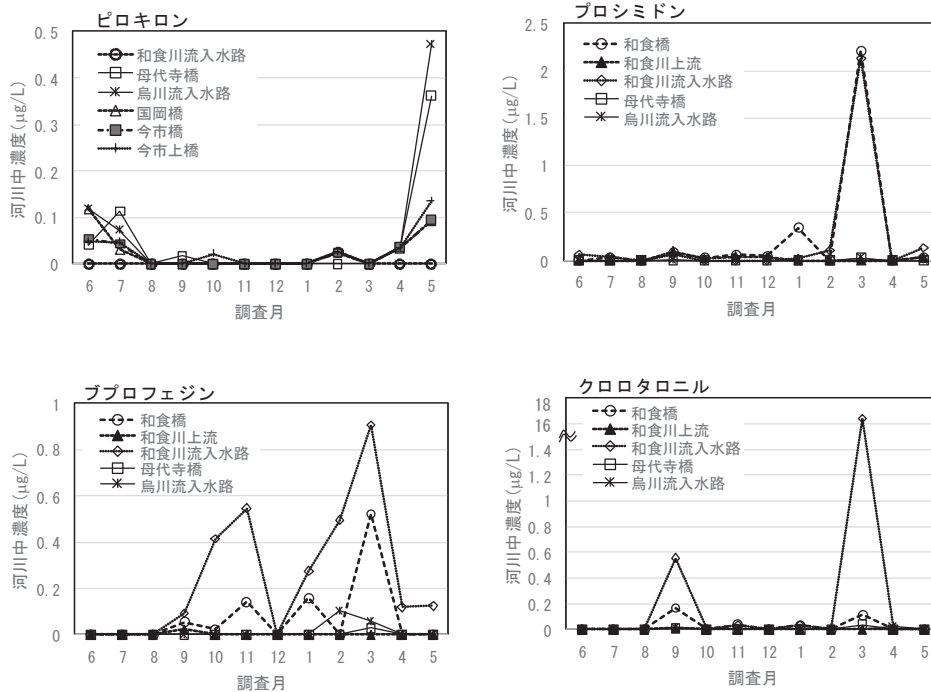 ピロキロン
0.5
0.4
0.3
0.2
0.1
0
河川中濃度(μg/L)
和食川流入水路
母代寺橋
烏川流入水路
国岡橋
今市橋
今市上橋
6 7 8 9 10 11 12 1 2 3 4 5
調査月
プロシミドン
2.5
2
1.5
1
0.5
0
河川中濃度(μg/L)
和食橋
和食川上流
和食川流入水路
母代寺橋
烏川流入水路
6 7 8 9 10 11 12 1 2 3 4 5
調査月
ブプロフェジン
1
0.8
0.6
0.4
0.2
0
河川中濃度(μg/L)
和食橋
和食川上流
和食川流入水路
母代寺橋
烏川流入水路
6 7 8 9 10 11 12 1 2 3 4 5
調査月
クロロタロニル
18
16
1.4
1.2
1
0.8
0.6
0.4
0.2
0
河川中濃度(μg/L)
和食橋
和食川上流
和食川流入水路
母代寺橋
烏川流入水路
6 7 8 9 10 11 12 1 2 3 4 5
調査月